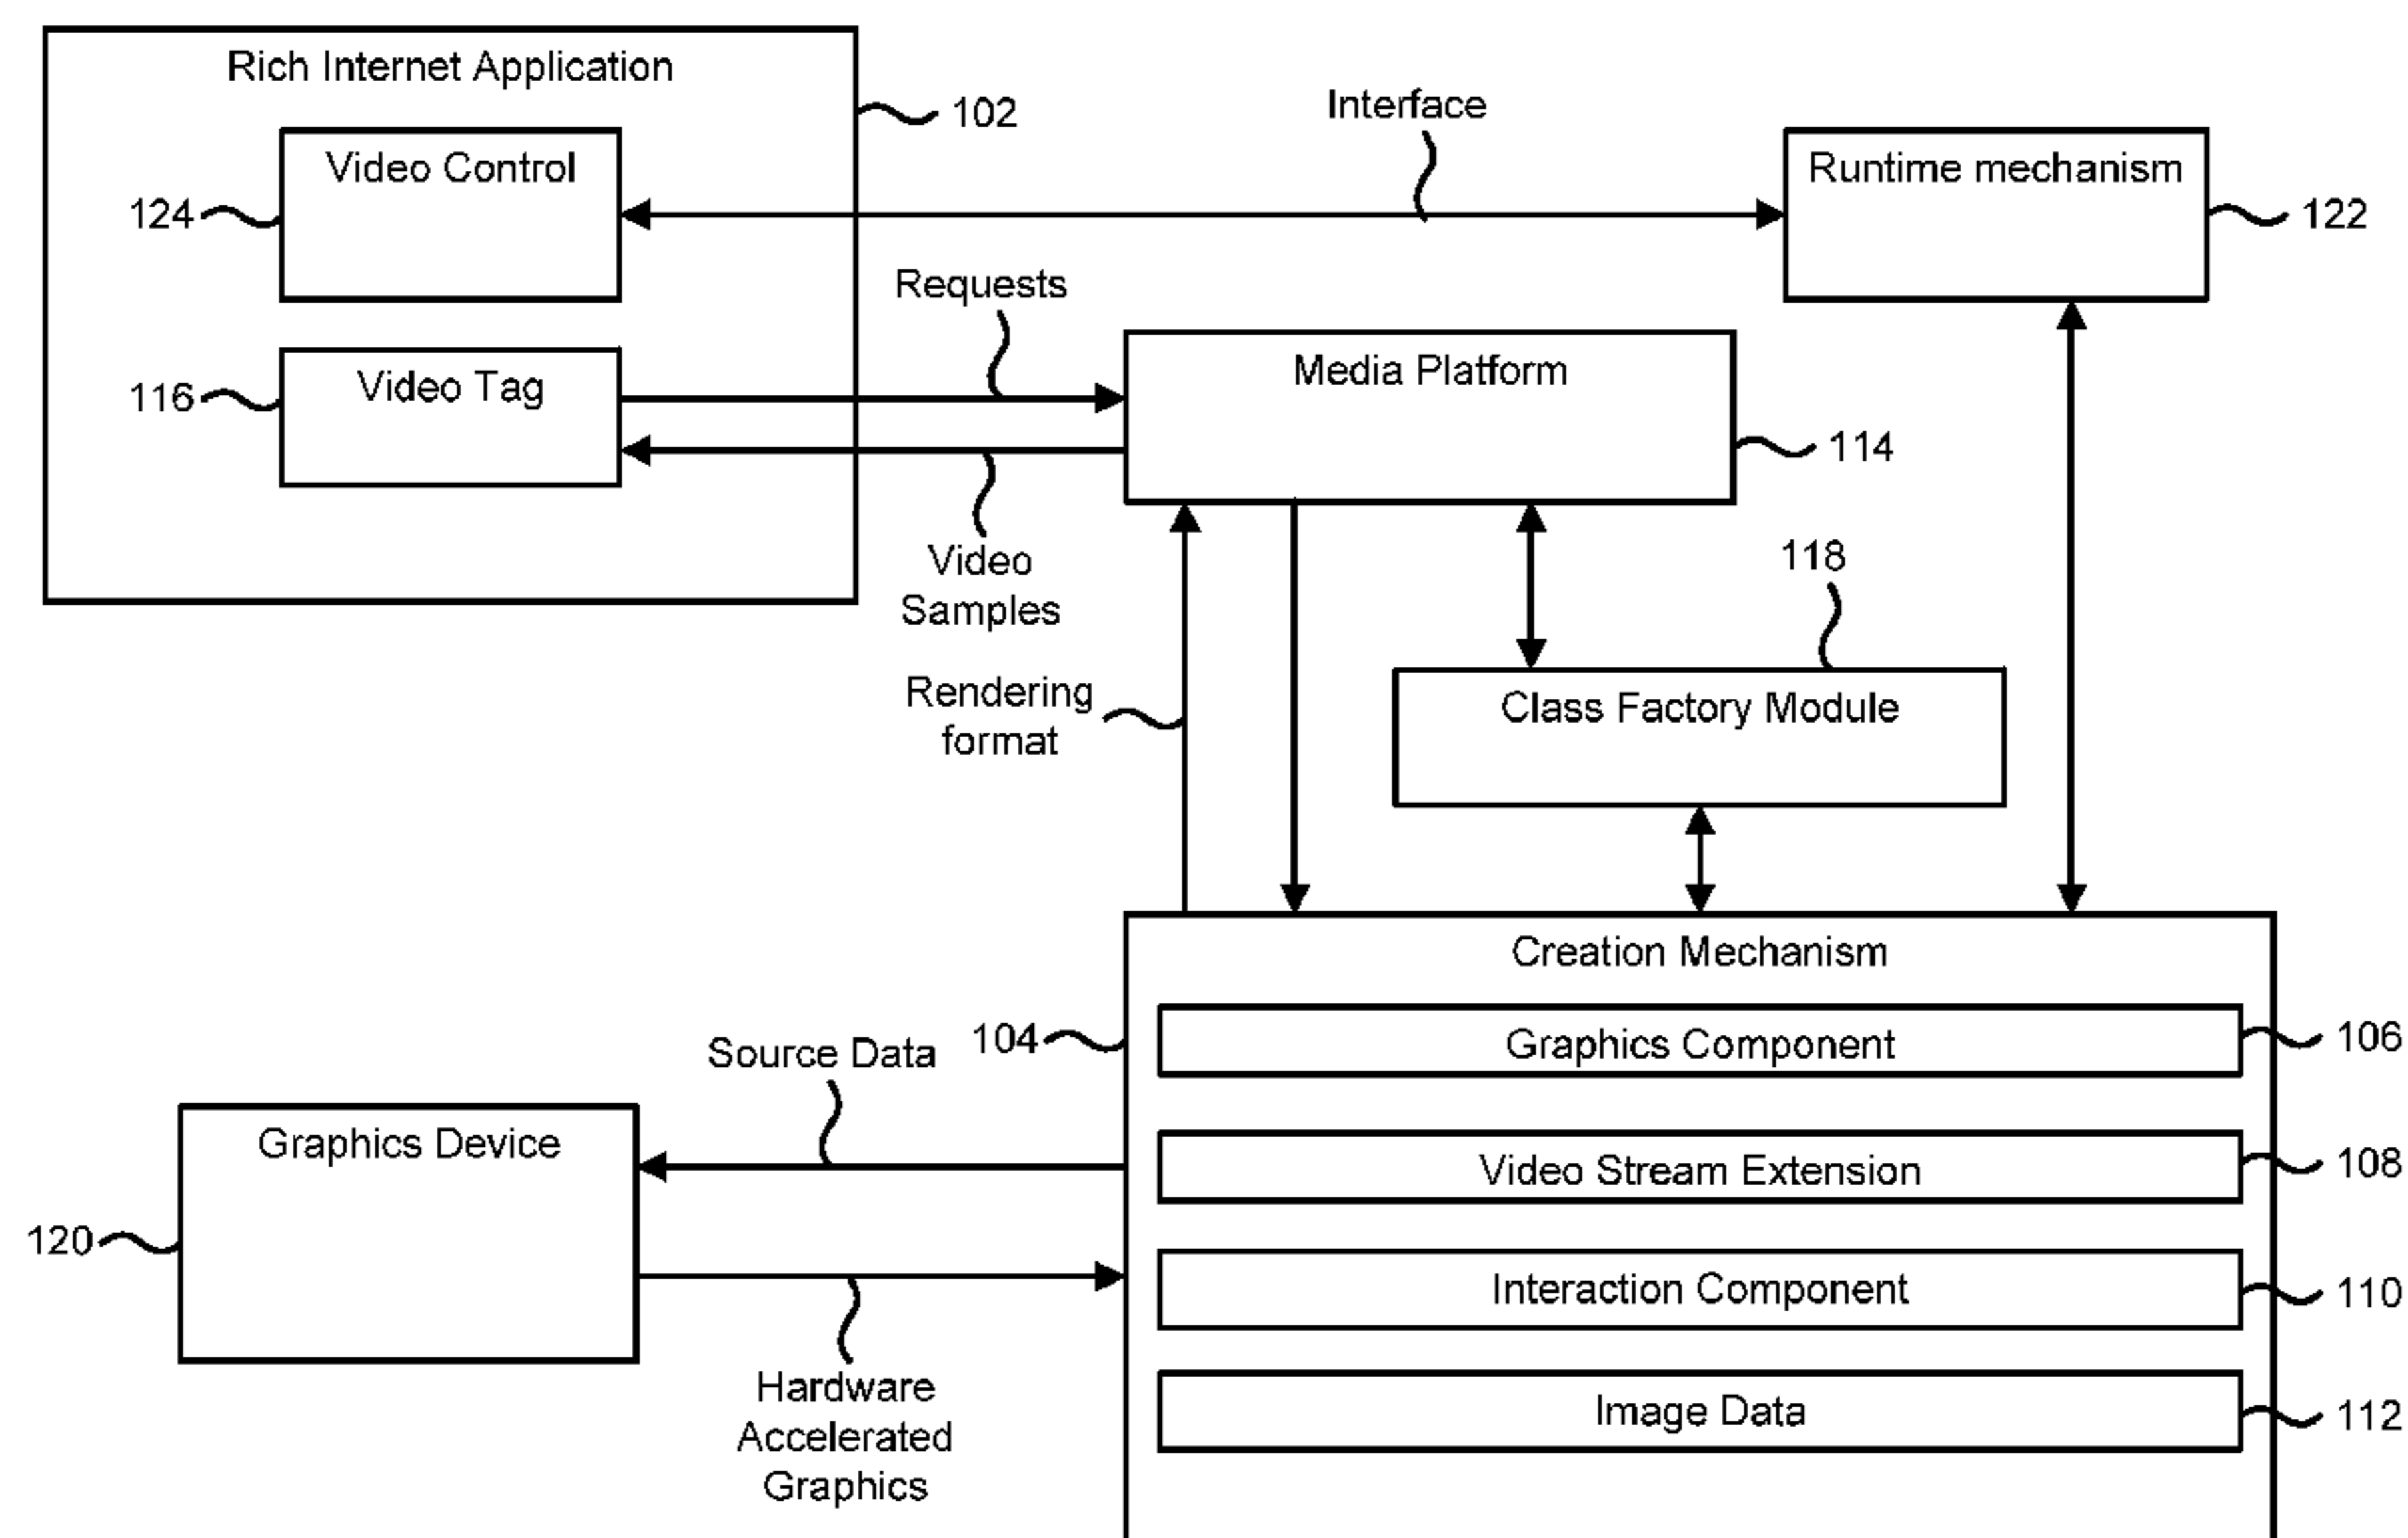 Rich Internet Application
102
Video Control
124
Interface
Runtime mechanism
122
Requests
Video Tag
116
Media Platform
114
Video
Samples
118
Rendering
format
Class Factory Module
Creation Mechanism
104
Graphics Component
106
Source Data
Graphics Device
Video Stream Extension
108
120
Interaction Component
110
Hardware
Accelerated
Graphics
Image Data
112